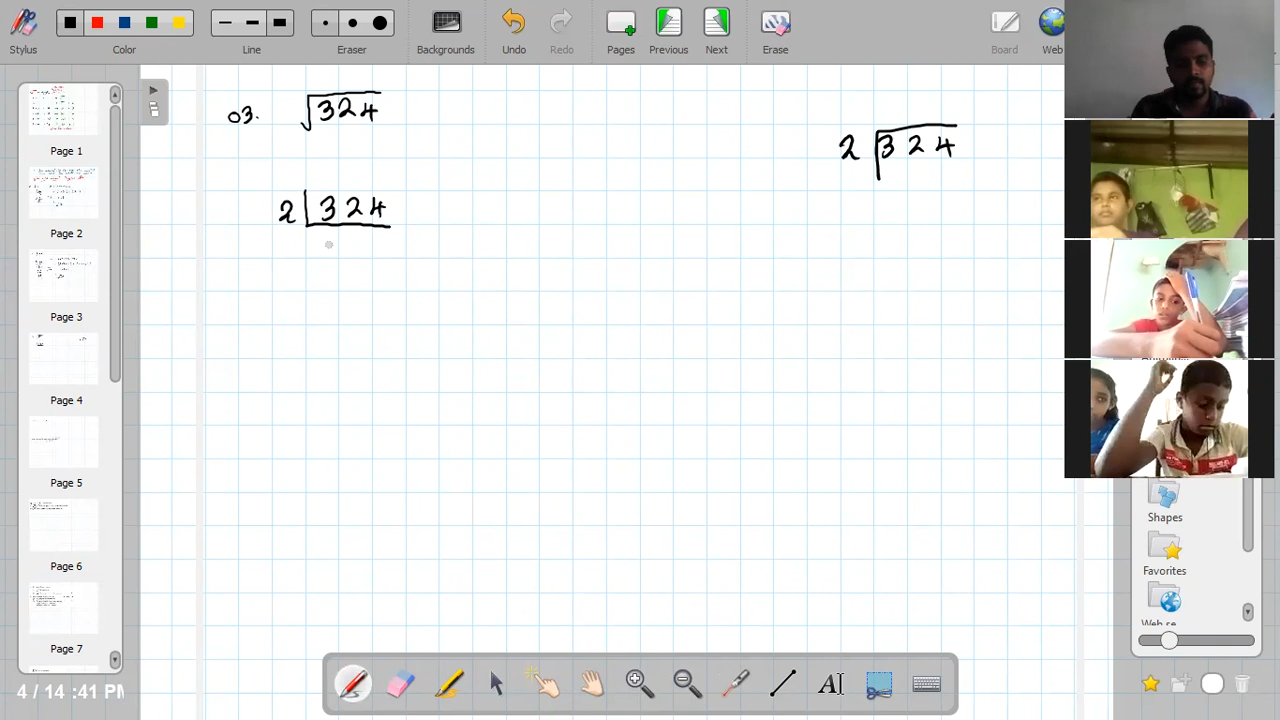 Stylus
Color
Line
Eraser
Backgrounds
Undo
Redo
Pages
Previous
Next
Erase
Board
Web
Page 1
Page 2
Page 3
Page 4
Page 5
Page 6
Page 7
03. √324
2 324
2 324
Shapes
Favorites
Web se
4 / 14 :41 PM